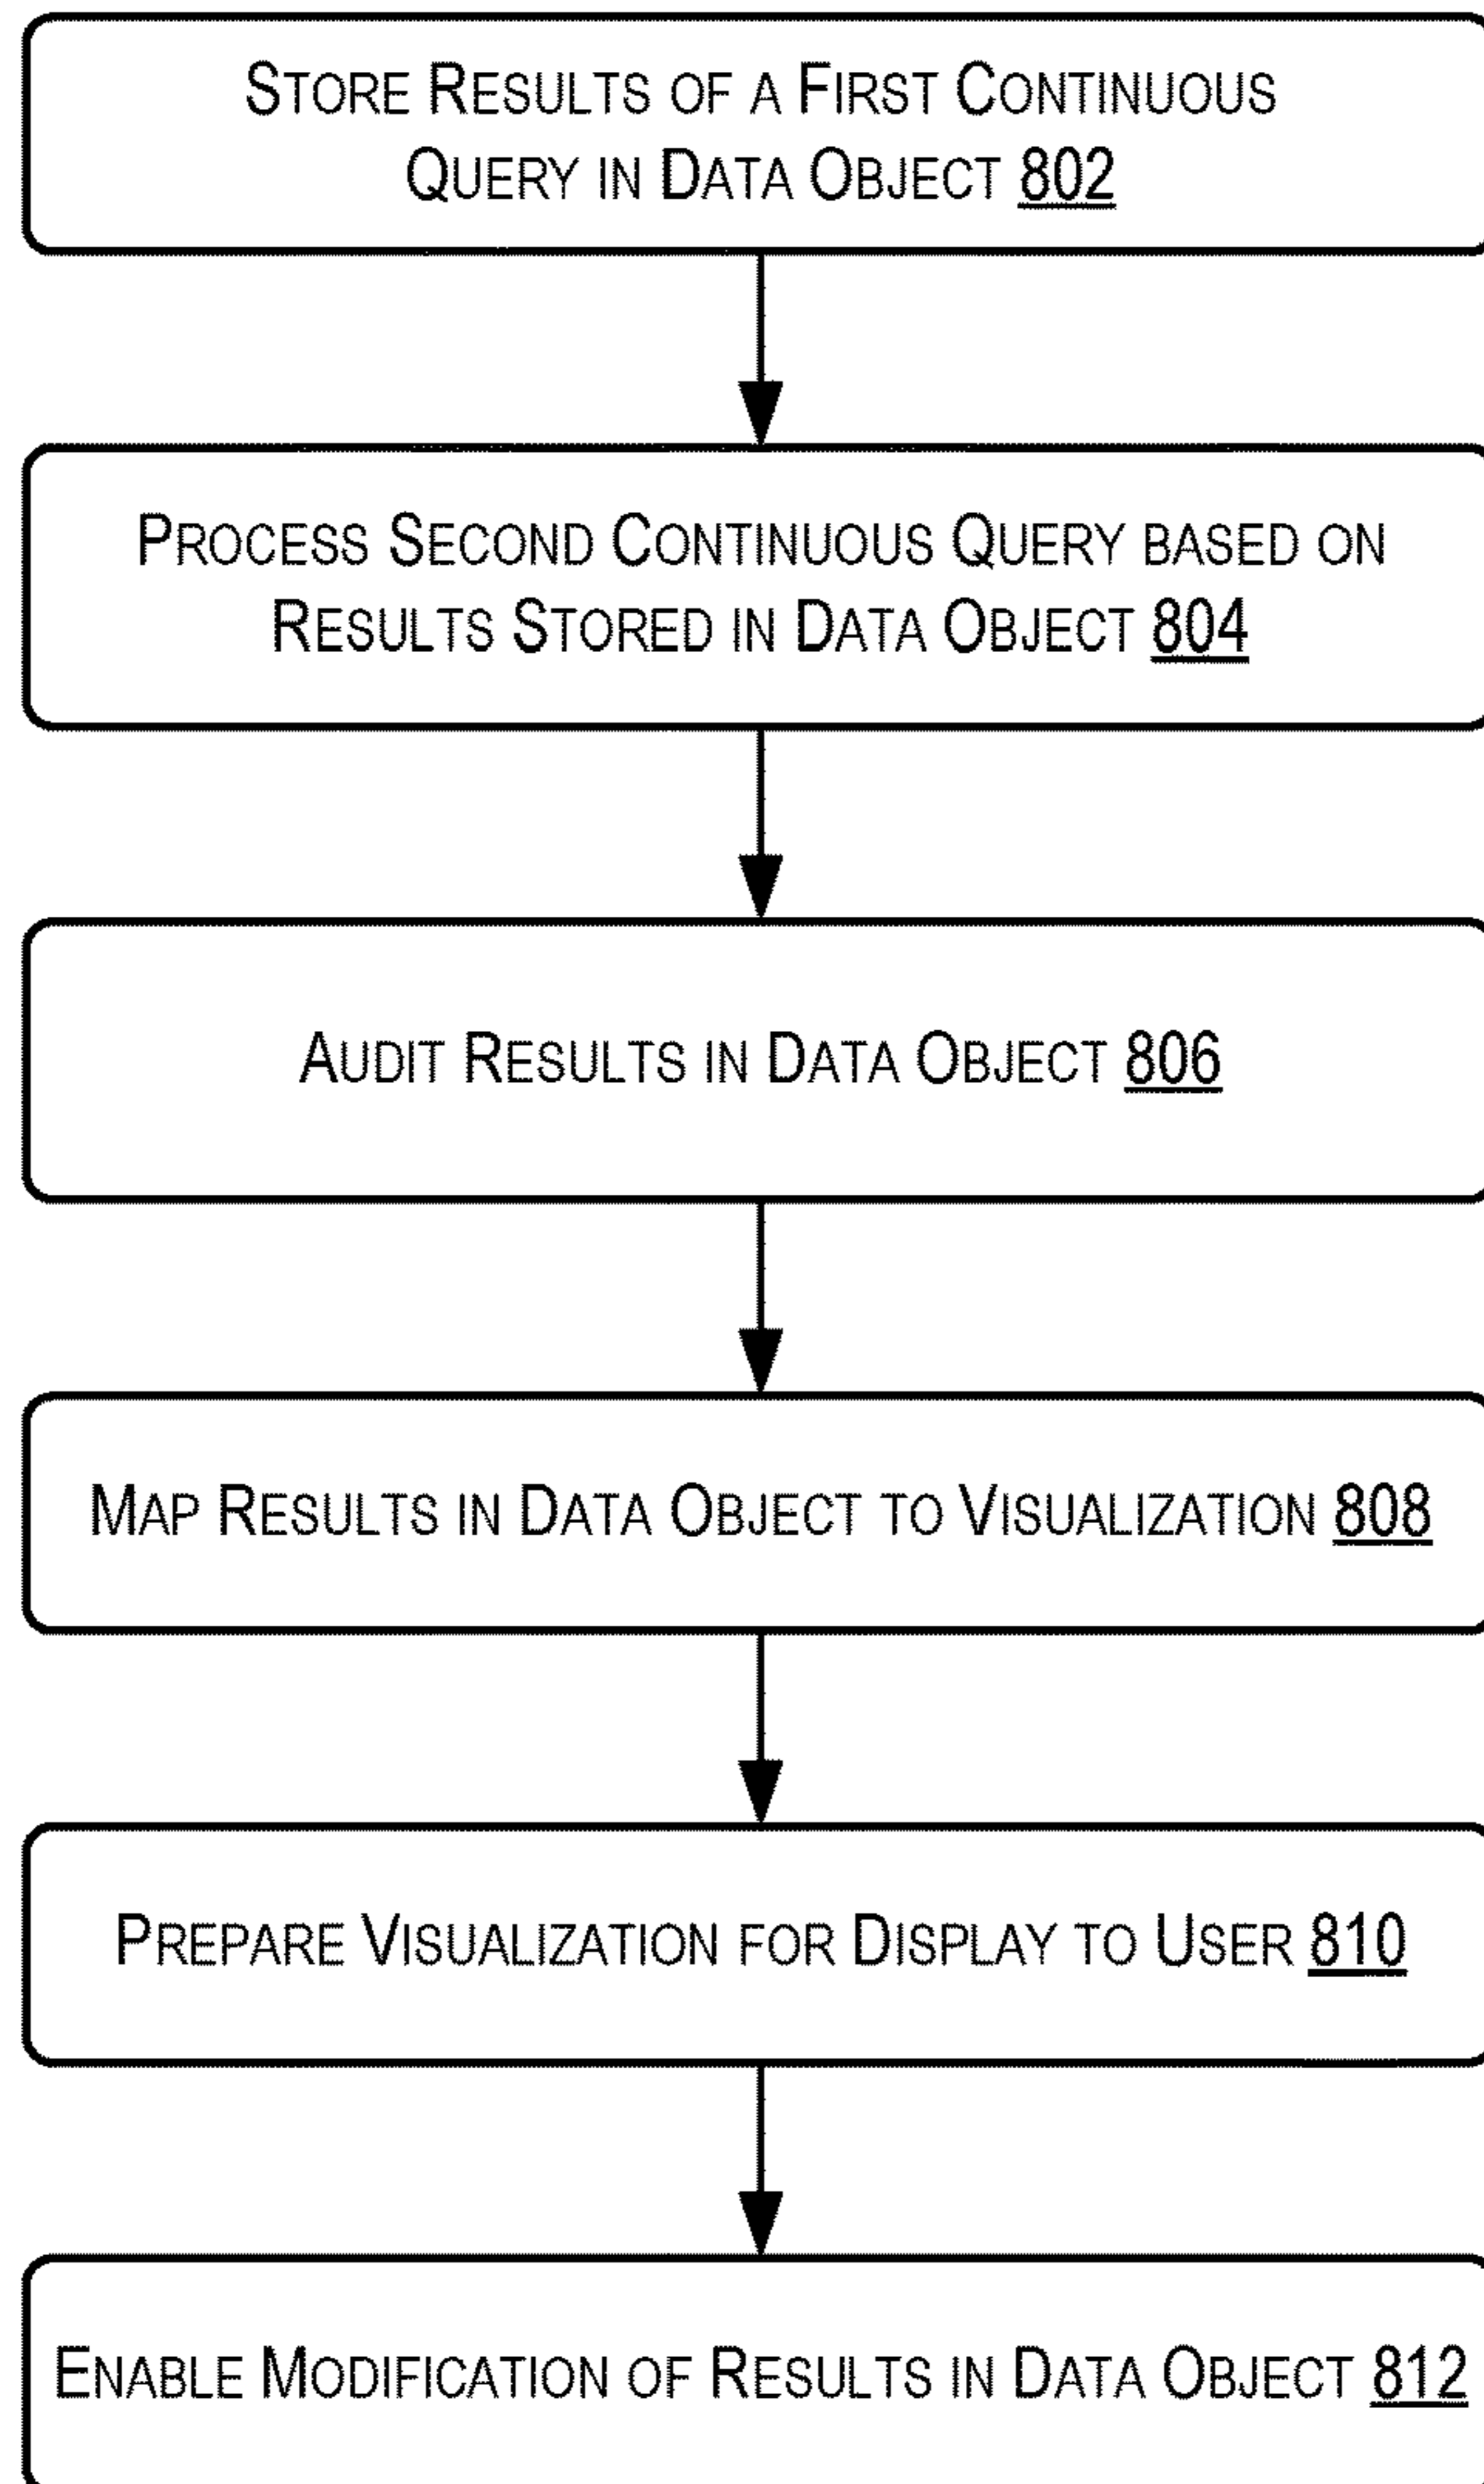 STORE RESULTS OF A FIRST CONTINUOUS
QUERY IN DATA OBJECT 802
PROCESS SECOND CONTINUOUS QUERY BASED ON
RESULTS STORED IN DATA OBJECT 804
AUDIT RESULTS IN DATA OBJECT 806
MAP RESULTS IN DATA OBJECT TO VISUALIZATION 808
PREPARE VISUALIZATION FOR DISPLAY TO USER 810
ENABLE MODIFICATION OF RESULTS IN DATA OBJECT 812